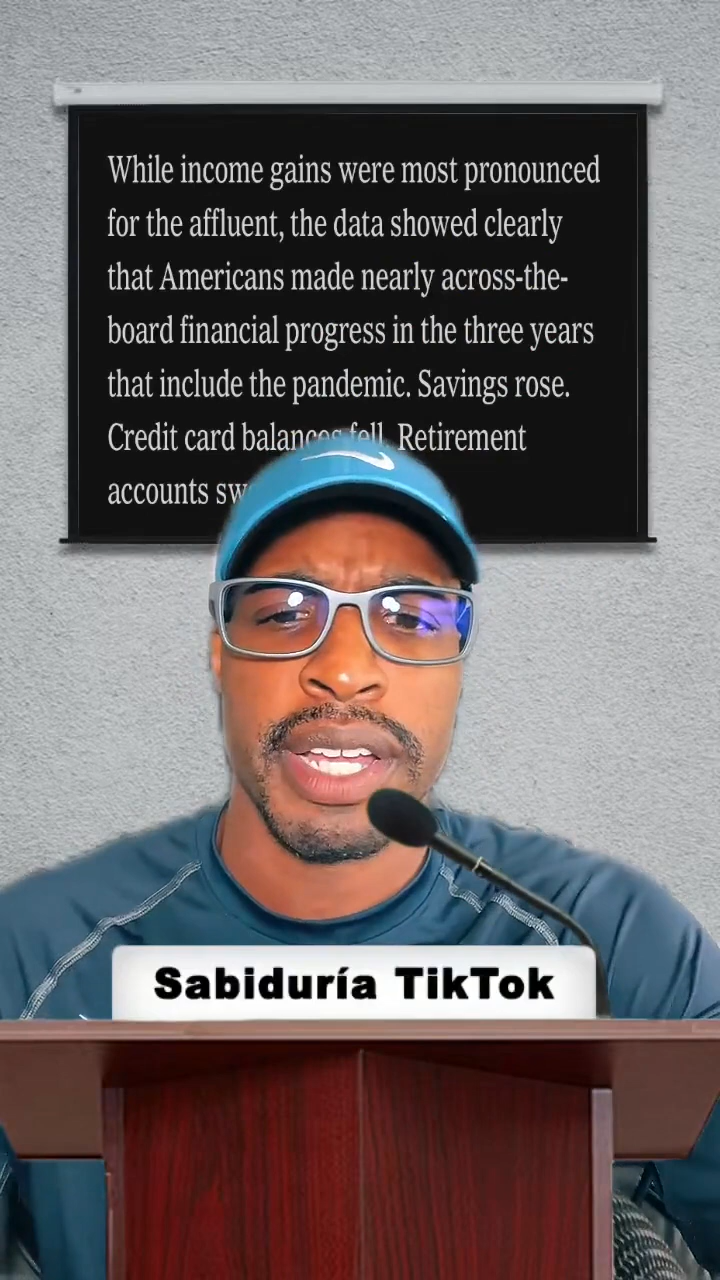 While income gains were most pronounced
for the affluent, the data showed clearly
that Americans made nearly across-the-
board financial progress in the three years
that include the pandemic. Savings rose.
Credit card balances fell. Retirement
accounts
Sabiduría TikTok